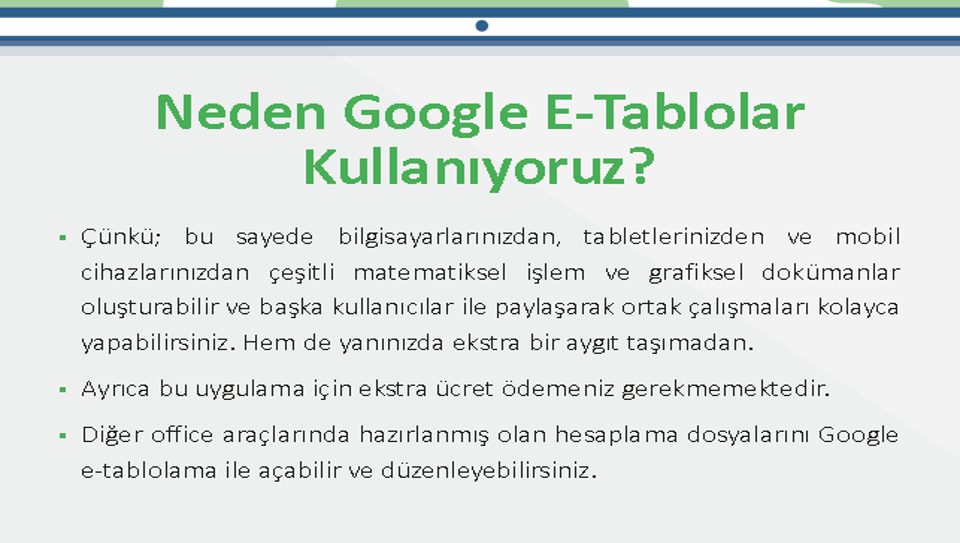 Neden Google E-Tablolar
Kullanıyoruz?
▪ Çünkü; bu sayede bilgisayarlarınızdan, tabletlerinizden ve mobil
cihazlarınızdan çeşitli matematiksel işlem ve grafiksel dokümanlar
oluşturabilir ve başka kullanıcılar ile paylaşarak ortak çalışmaları kolayca
yapabilirsiniz. Hem de yanınızda ekstra bir aygıt taşımadan.
▪ Ayrıca bu uygulama için ekstra ücret ödemeniz gerekmemektedir.
▪ Diğer office araçlarında hazırlanmış olan hesaplama dosyalarını Google
e-tablolama ile açabilir ve düzenleyebilirsiniz.